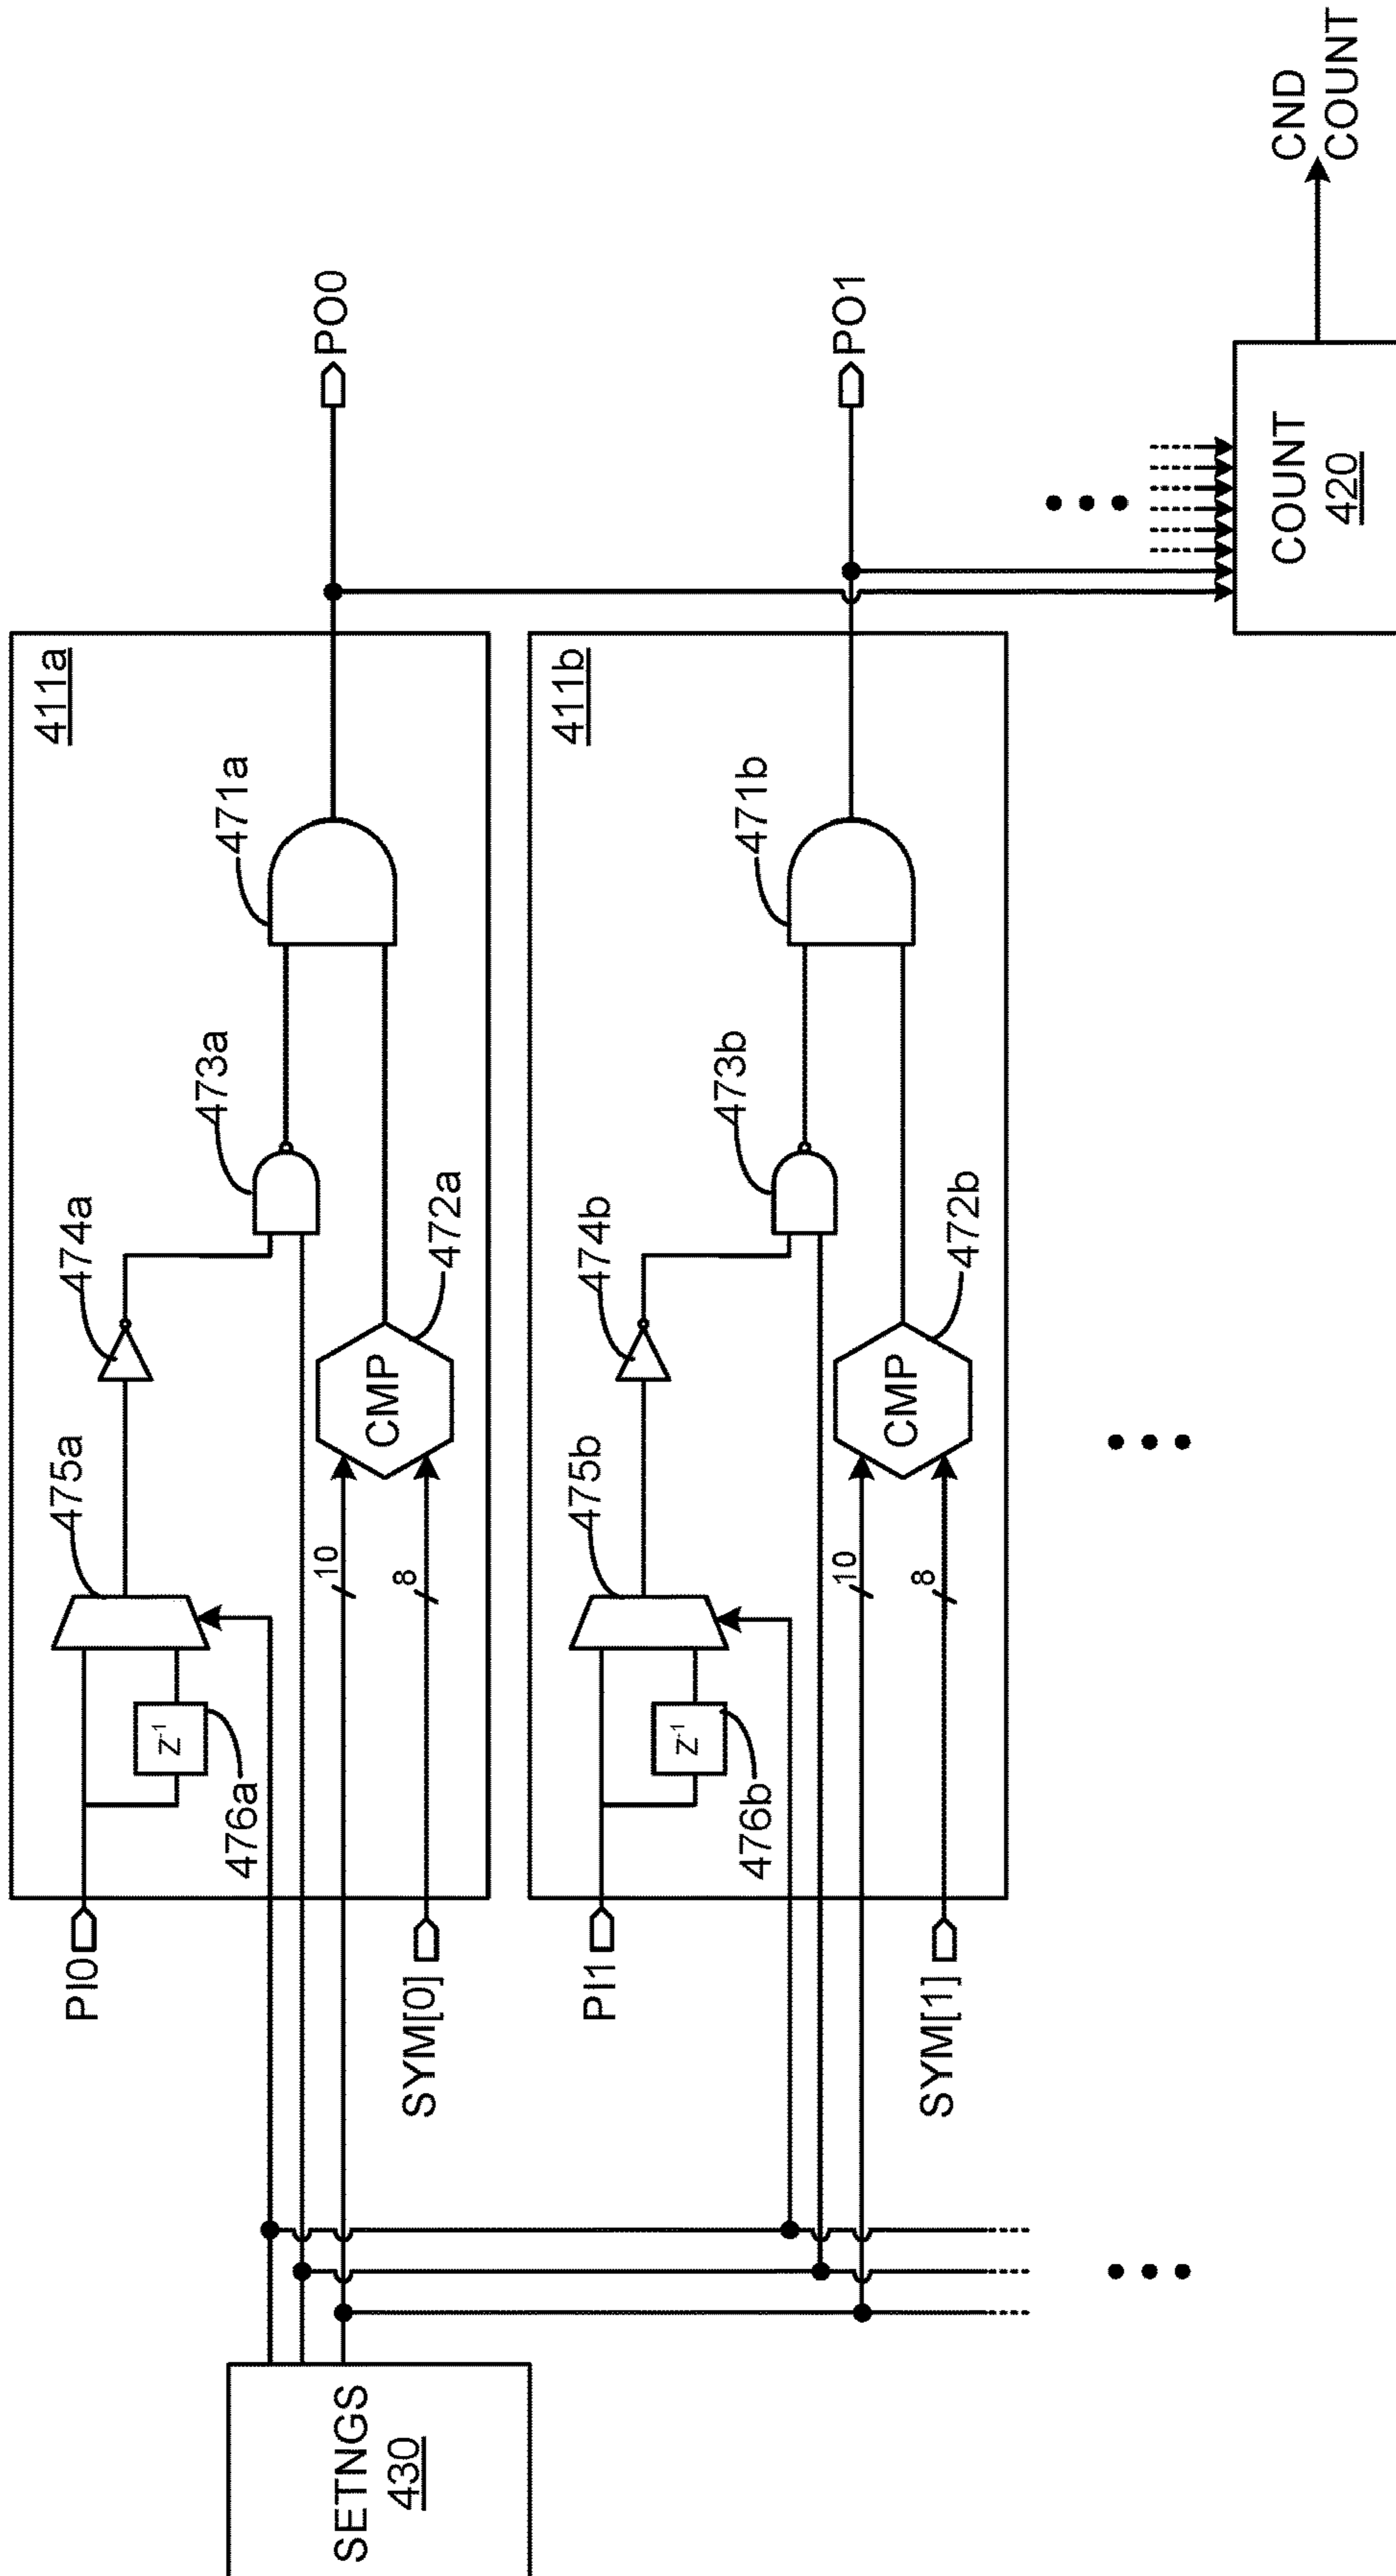 411a
475a
474a
473a
471a
PI0
Z-1
476a
10
CMP
8
472a
SYM[0]
PO0
SETNGS
430
411b
475b
474b
473b
471b
PI1
Z-1
476b
10
CMP
8
472b
SYM[1]
PO1
COUNT
420
CND
COUNT